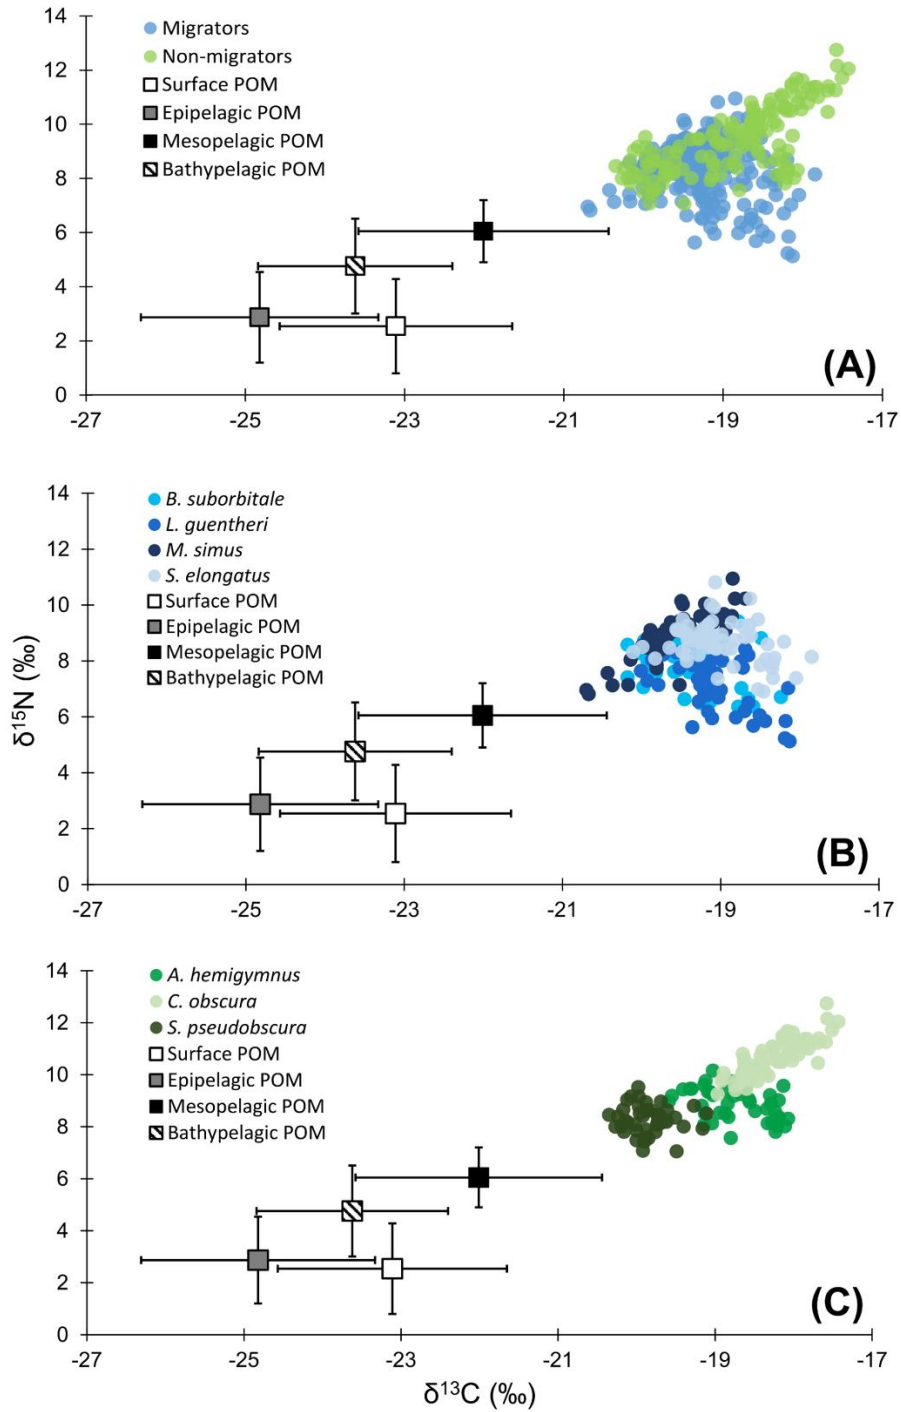 14
12
10
8
6
4
2
0
Migrators
Non-migrators
Surface POM
Epipelagic POM
Mesopelagic POM
Bathypelagic POM
(A)
-27 -25 -23 -21 -19 -17
14
12
10
8
6
4
2
0
B. suborbitale
L. guentheri
M. simus
S. elongatus
Surface POM
Epipelagic POM
Mesopelagic POM
Bathypelagic POM
δ15N (‰)
(B)
-27 -25 -23 -21 -19 -17
14
12
10
8
6
4
2
0
A. hemigymnus
C. obscura
S. pseudobscura
Surface POM
Epipelagic POM
Mesopelagic POM
Bathypelagic POM
(C)
-27 -25 -23 -21 -19 -17
δ13C (‰)